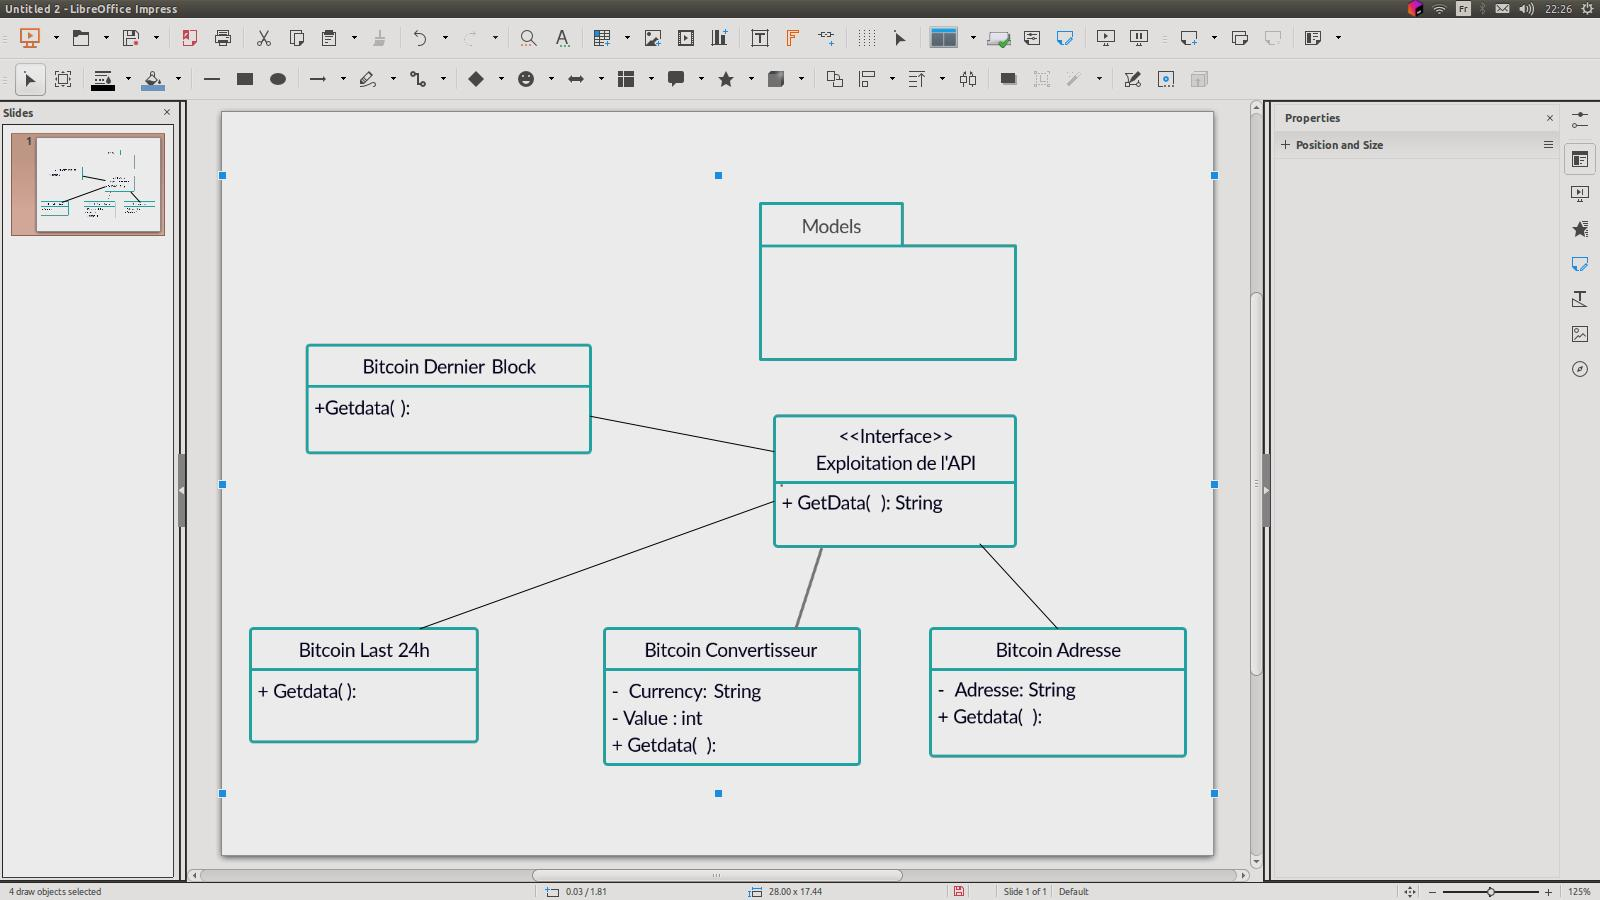 Untitled 2 - LibreOffice Impress
Fr
22:26
Slides
1
Properties
Position and Size
Models
Bitcoin Dernier Block
+Getdata( ):
<<Interface>>
Exploitation de l'API
+ GetData(  ): String
Bitcoin Last 24h
+ Getdata( ):
Bitcoin Convertisseur
-  Currency: String
- Value : int
+ Getdata(  ):
Bitcoin Adresse
-  Adresse: String
+ Getdata(  ):
4 draw objects selected
0.03 / 1.81
28.00 x 17.44
Slide 1 of 1
Default
125%